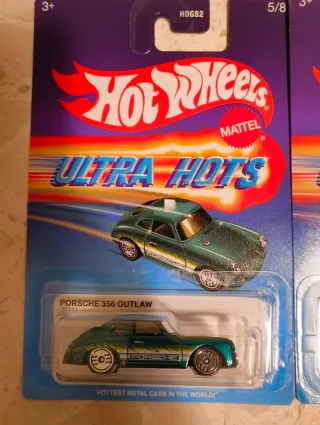 3+
HDG52
5/8
3+
Hot Wheels
MATTEL
ULTRA HOTS
PORSCHE 356 OUTLAW
PORSCHE
HOTTEST METAL CARS IN THE WORLD!